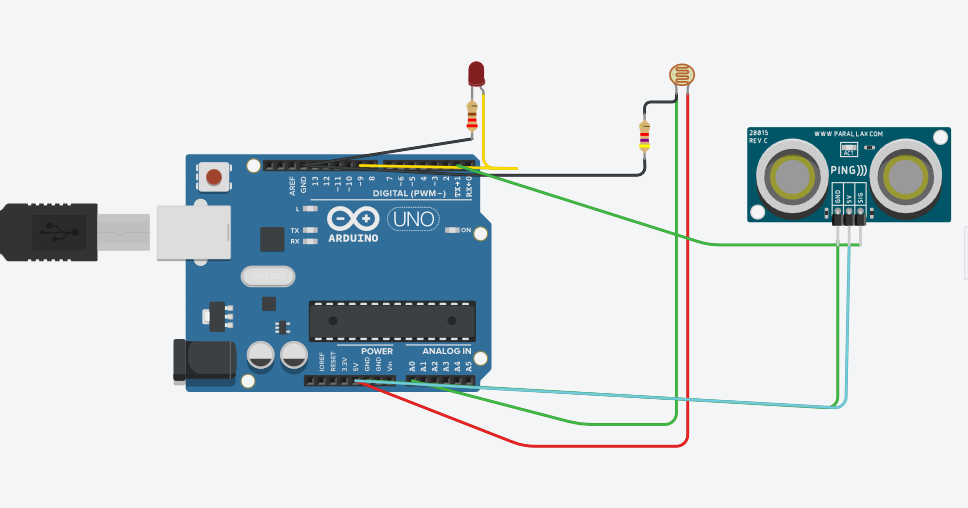 28015
REV C
WWW.PARALLAX.COM
ACT
PING)))
GND
5V
SIG
AREF
GND
13
12
~11
~10
~9
8
7
~6
~5
4
~3
2
TX→1
RX←0
DIGITAL (PWM~)
L
TX
RX
ARDUINO
UNO
ON
POWER
ANALOG IN
IOREF
RESET
3.3V
5V
GND
GND
Vin
A0
A1
A2
A3
A4
A5